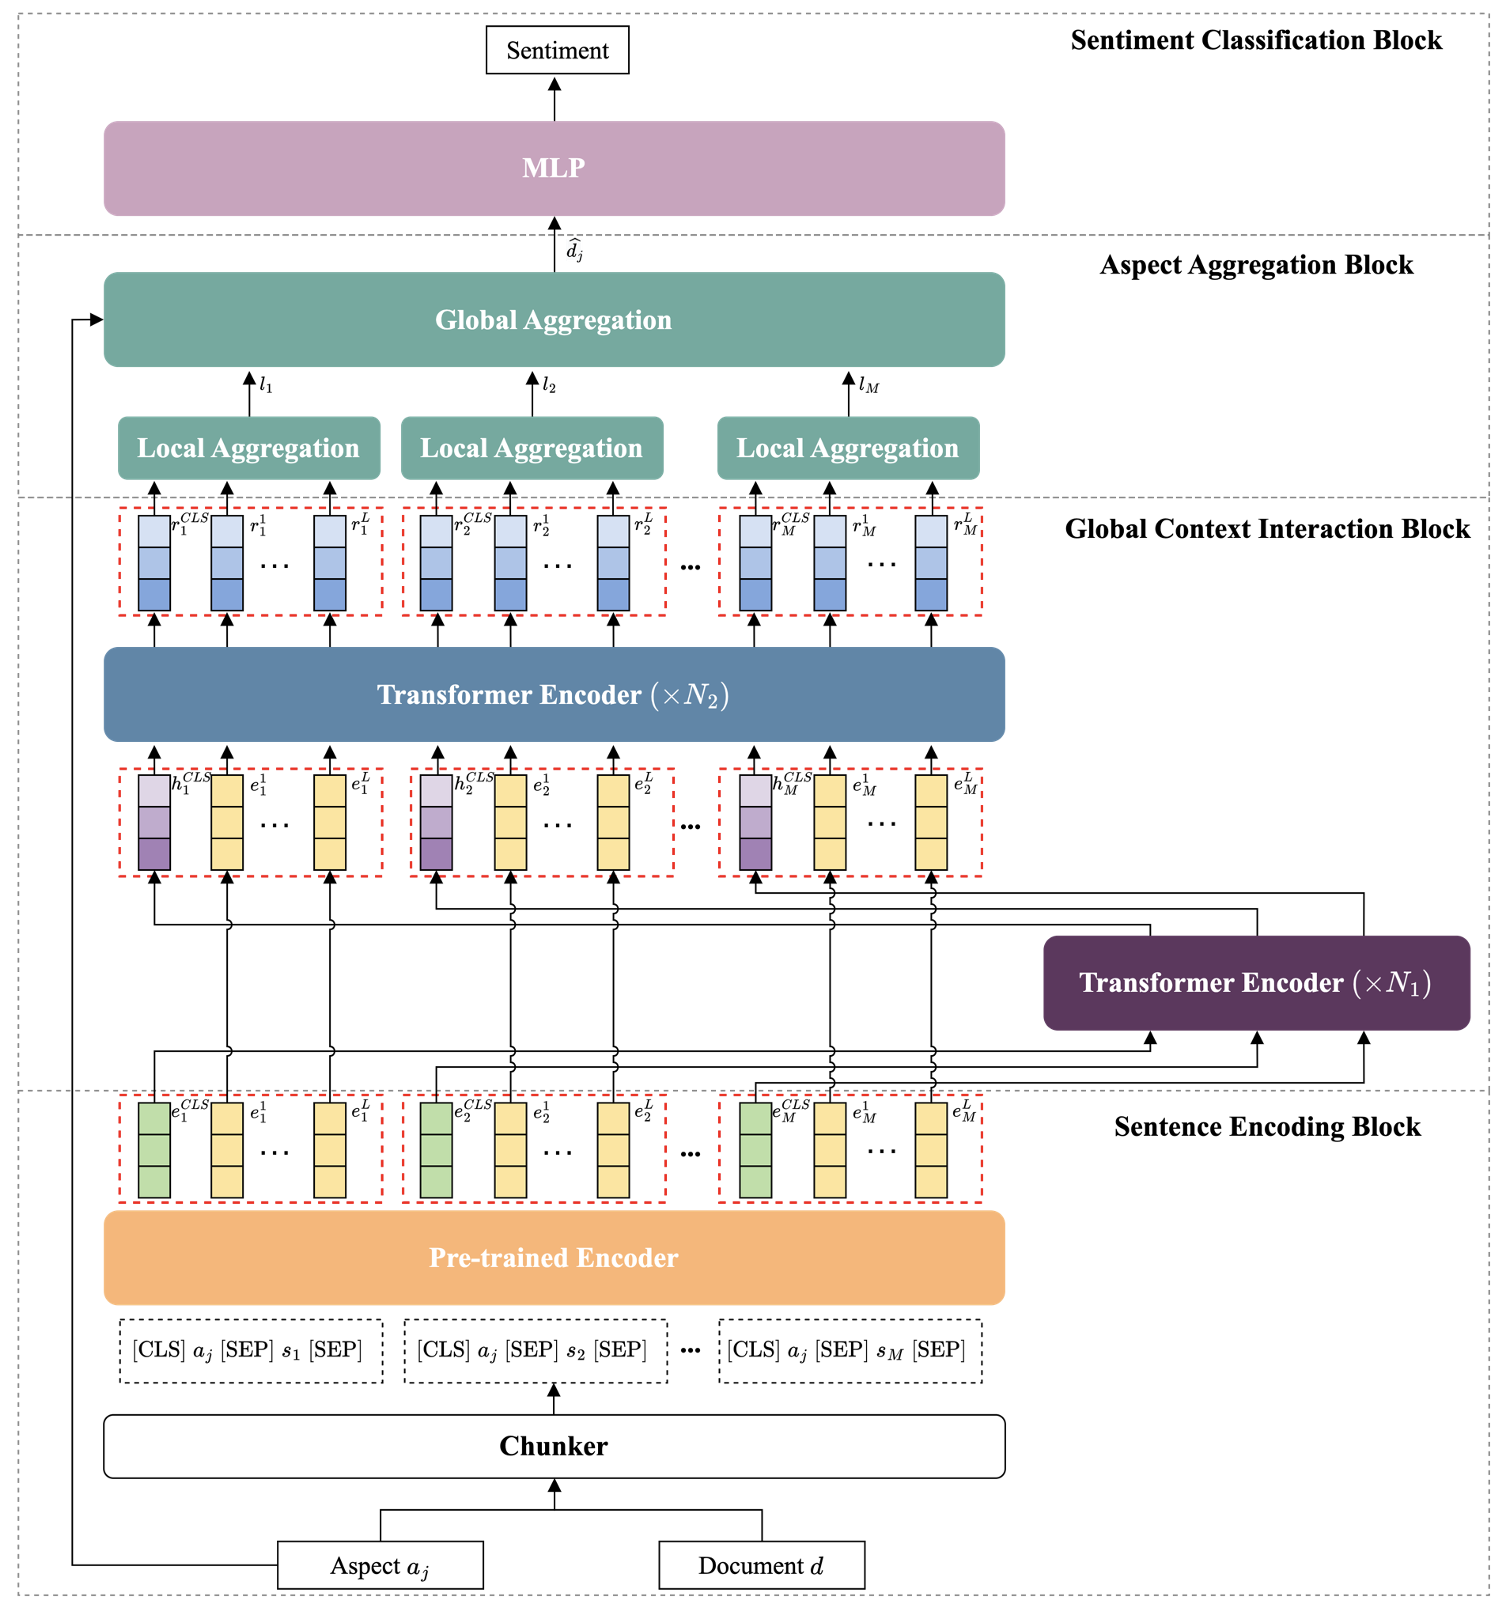 Sentiment Classification Block
Sentiment
MLP
$\widehat{d}_j$
Aspect Aggregation Block
Global Aggregation
$l_1$ $l_2$ $l_M$
Local Aggregation Local Aggregation Local Aggregation
Global Context Interaction Block
$r_1^{CLS}$ $r_1^1$ ... $r_1^L$ $r_2^{CLS}$ $r_2^1$ ... $r_2^L$ ... $r_M^{CLS}$ $r_M^1$ ... $r_M^L$
Transformer Encoder $(\times N_2)$
$h_1^{CLS}$ $e_1^1$ ... $e_1^L$ $h_2^{CLS}$ $e_2^1$ ... $e_2^L$ ... $h_M^{CLS}$ $e_M^1$ ... $e_M^L$
Transformer Encoder $(\times N_1)$
$e_1^{CLS}$ $e_1^1$ ... $e_1^L$ $e_2^{CLS}$ $e_2^1$ ... $e_2^L$ ... $e_M^{CLS}$ $e_M^1$ ... $e_M^L$
Sentence Encoding Block
Pre-trained Encoder
[CLS] $a_j$ [SEP] $s_1$ [SEP] [CLS] $a_j$ [SEP] $s_2$ [SEP] ... [CLS] $a_j$ [SEP] $s_M$ [SEP]
Chunker
Aspect $a_j$ Document $d$